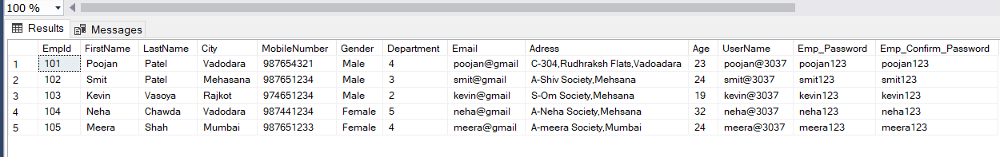 100 %
Results Messages
EmpId FirstName LastName City MobileNumber Gender Department Email Adress Age UserName Emp_Password Emp_Confirm_Password
1 101 Poojan Patel Vadodara 987654321 Male 4 poojan@gmail C-304,Rudhraksh Flats,Vadoadara 23 poojan@3037 poojan123 poojan123
2 102 Smit Patel Mehasana 987651234 Male 3 smit@gmail A-Shiv Society,Mehsana 24 smit@3037 smit123 smit123
3 103 Kevin Vasoya Rajkot 974651234 Male 2 kevin@gmail S-Om Society,Mehsana 19 kevin@3037 kevin123 kevin123
4 104 Neha Chawda Vadodara 987441234 Female 5 neha@gmail A-Neha Society,Mehsana 32 neha@3037 neha123 neha123
5 105 Meera Shah Mumbai 987651233 Female 4 meera@gmail A-meera Society,Mumbai 24 meera@3037 meera123 meera123